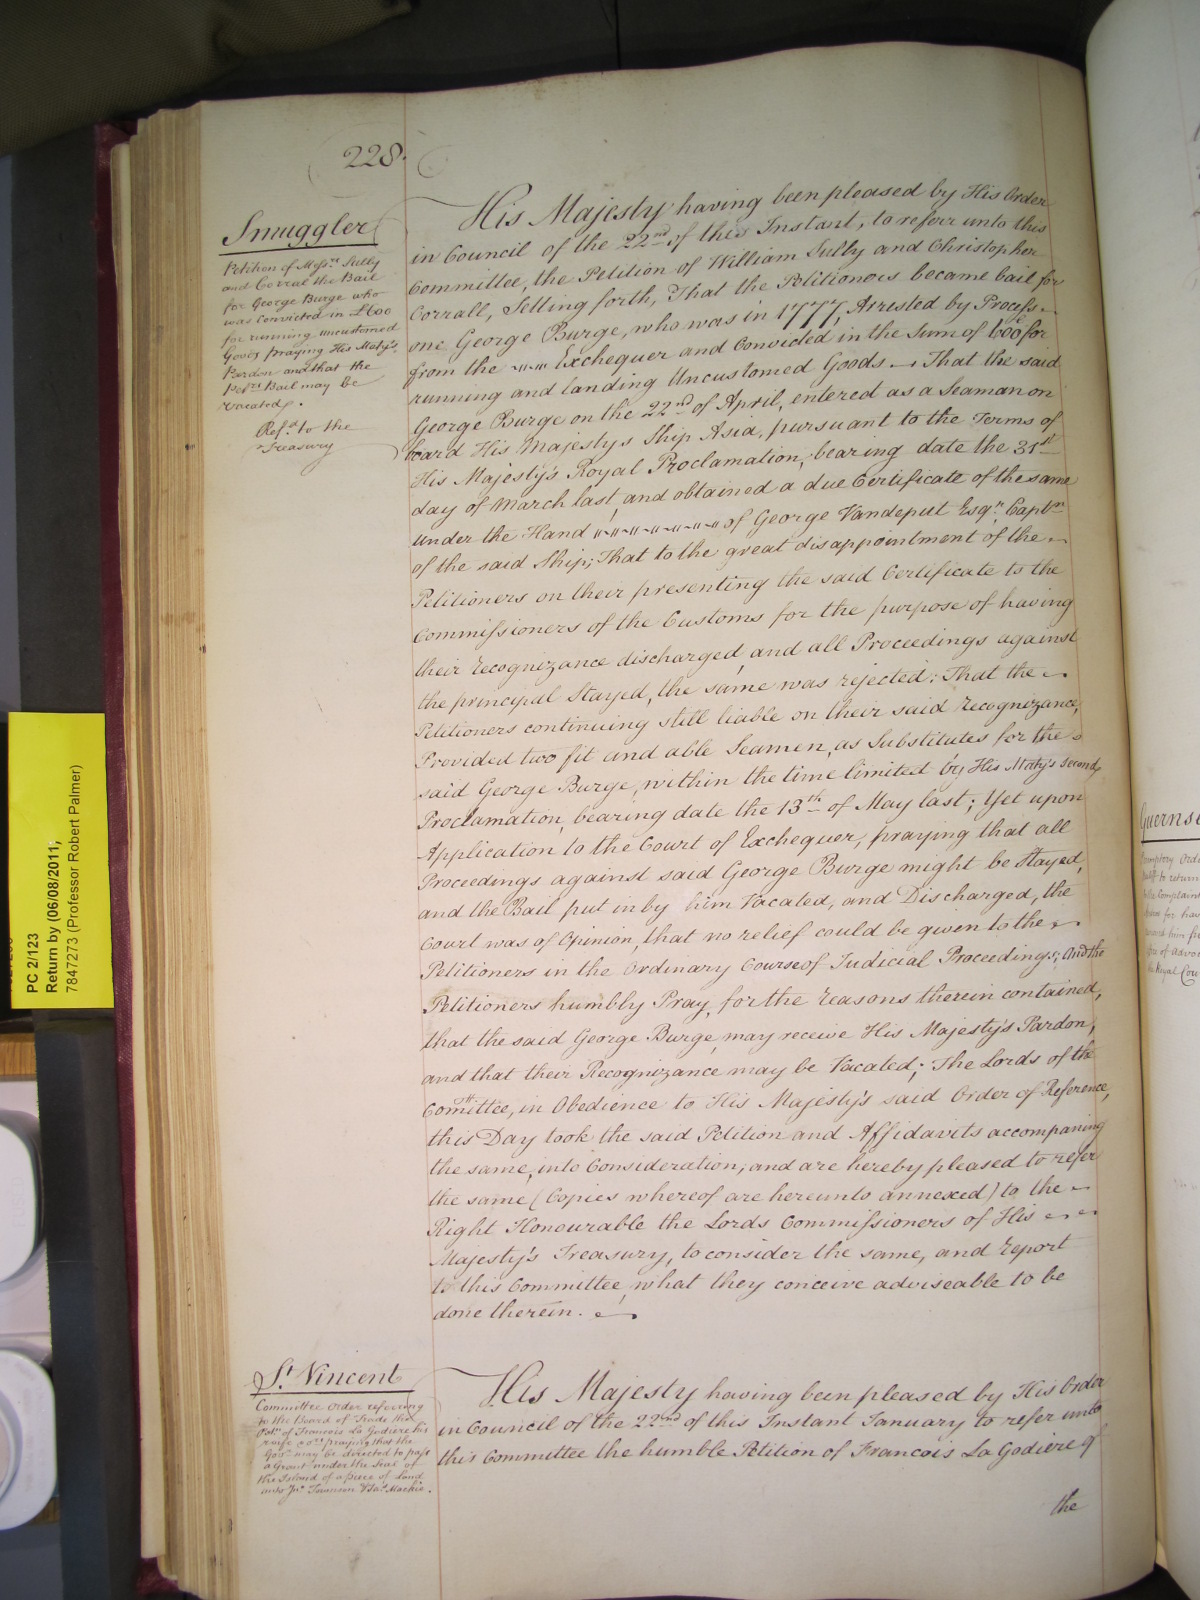 228.
Smuggler
Petition of Messrs. Sully
and Corral the Bail
for George Burge who
was convicted in £600
for running uncustomed
Goods praying His Maty's.
Pardon and that the
Petrs. Bail may be
vacated.
Refd. to the
Treasury
His Majesty having been pleased by His Order
in Council of the 22nd of this Instant, to referr unto this
Committee, the Petition of William Sully and Christopher
Corrall, Setting forth, That the Petitioners became bail for
one George Burge, who was in 1777, Arrested by Process
from the Exchequer and Convicted in the Sum of 600£ for
running and landing Uncustomed Goods — That the said
George Burge on the 22nd of April, entered as a Seaman on
board His Majestys Ship Asia, pursuant to the Terms of
His Majesty's Royal Proclamation, bearing date the 31st
day of March last, and obtained a due Certificate of the same
under the Hand of George Vandeput Esqr. Captn
of the said Ship; That to the great disappointment of the
Petitioners on their presenting the said Certificate to the
Commissioners of the Customs for the purpose of having
their recognizance discharged and all Proceedings against
the principal Stayed, the same was rejected: That the
Petitioners continuing still liable on their said recognizance,
Provided two fit and able Seamen, as Substitutes for the
said George Burge, within the time limited by His Maty's second
Proclamation, bearing date the 13th of May last; Yet upon
Application to the Court of Exchequer, praying that all
Proceedings against said George Burge might be Stayed,
and the Bail put in by him Vacated, and Discharged, the
Court was of Opinion, that no relief could be given to the
Petitioners in the Ordinary Course of Judicial Proceedings; And the
Petitioners humbly Pray, for the reasons therein contained,
that the said George Burge, may receive His Majesty's Pardon,
and that their Recognizance may be Vacated; The Lords of the
Comittee, in Obedience to His Majesty's said Order of Reference,
this Day took the said Petition and Affidavits accompaning
the same, into Consideration, and are hereby pleased to refer
the same (Copies whereof are hereunto annexed) to the
Right Honourable the Lords Commissioners of His
Majesty's Treasury, to consider the same, and report
to this Committee, what they conceive adviseable to be
done therein.
St. Vincent
Committee Order referring
to the Board of Trade the
Petn. of Francois La Gadiere his
wife praying that the
Govr. may be directed to pass
a Grant under the Seal of
the Island of a piece of Land
unto Jno.
His Majesty having been pleased by His Order
in Council of the 22nd of this Instant January to refer unto
this Committee the humble Petition of Francois La Gadiere of
the
PC 2/123
Return by (06/08/2011;
7847273 (Professor Robert Palmer)
Guernse